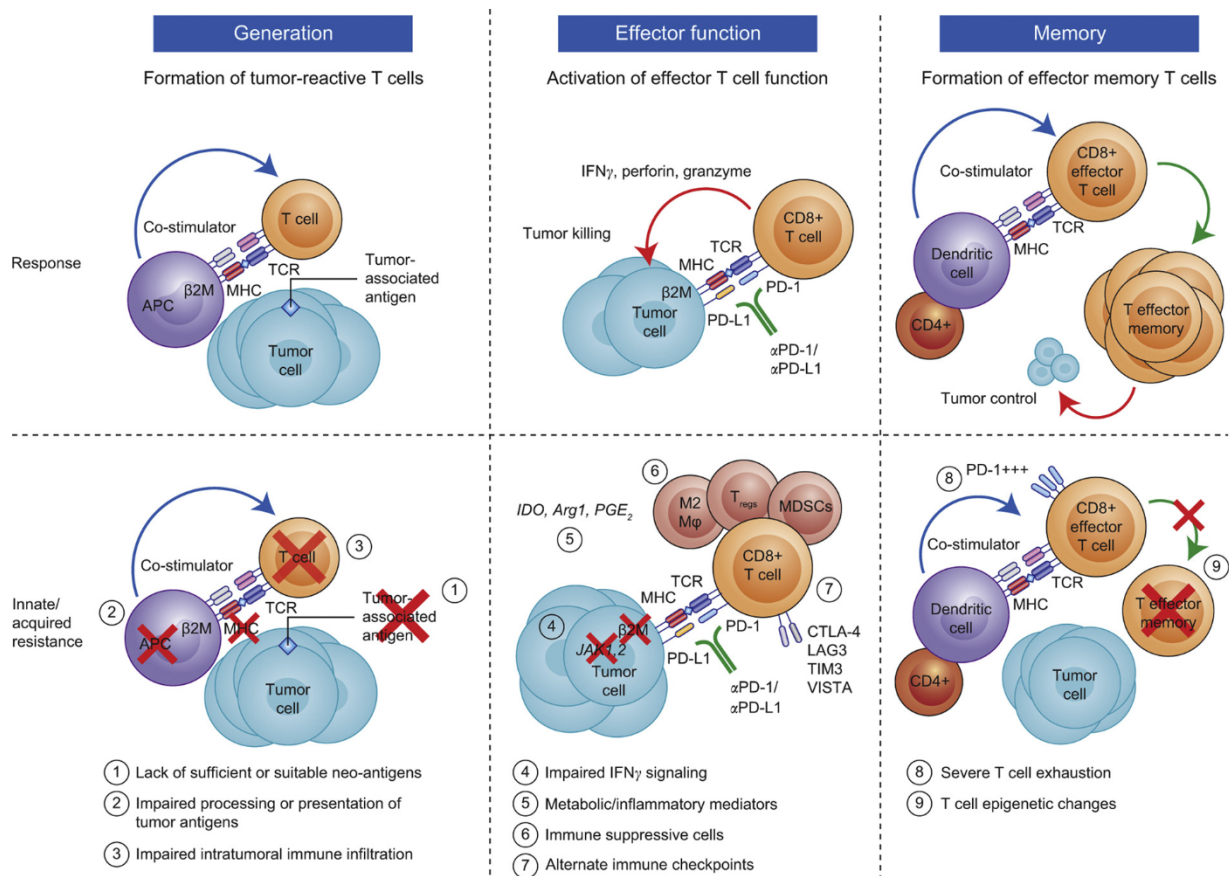 Generation
Effector function
Memory
Formation of tumor-reactive T cells
Activation of effector T cell function
Formation of effector memory T cells
Response
Co-stimulator
T cell
APC
β2M
MHC
TCR
Tumor-
associated
antigen
Tumor
cell
IFNγ, perforin, granzyme
Tumor killing
CD8+
T cell
TCR
MHC
β2M
Tumor
cell
PD-1
PD-L1
αPD-1/
αPD-L1
CD8+
effector
T cell
Co-stimulator
TCR
MHC
Dendritic
cell
CD4+
T effector
memory
Tumor control
Innate/
acquired
resistance
Co-stimulator
T cell
3
2
APC
β2M
MHC
TCR
Tumor-
associated
antigen
1
Tumor
cell
1 Lack of sufficient or suitable neo-antigens
2 Impaired processing or presentation of
tumor antigens
3 Impaired intratumoral immune infiltration
6
M2
Mφ
Tregs
MDSCs
IDO, Arg1, PGE2
5
CD8+
T cell
7
TCR
MHC
4
β2M
JAK1,2
Tumor
cell
PD-1
PD-L1
αPD-1/
αPD-L1
CTLA-4
LAG3
TIM3
VISTA
4 Impaired IFNγ signaling
5 Metabolic/inflammatory mediators
6 Immune suppressive cells
7 Alternate immune checkpoints
8
PD-1+++
CD8+
effector
T cell
Co-stimulator
TCR
MHC
9
Dendritic
cell
CD4+
T effector
memory
Tumor
cell
8 Severe T cell exhaustion
9 T cell epigenetic changes